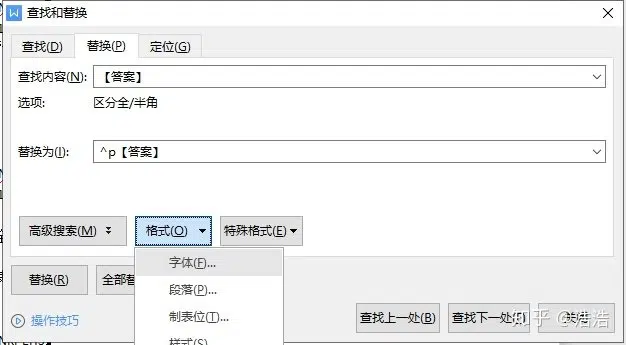 查找和替换
查找(D) 替换(P) 定位(G)
查找内容(N): 【答案】
选项: 区分全/半角
替换为(I): ^p【答案】
高级搜索(M) 格式(O) 特殊格式(E)
字体(F)...
替换(R) 全部替
段落(P)...
制表位(T)...
操作技巧 查找上一处(B) 查找下一处(F) 关闭
样式(S)
知乎 @浩浩